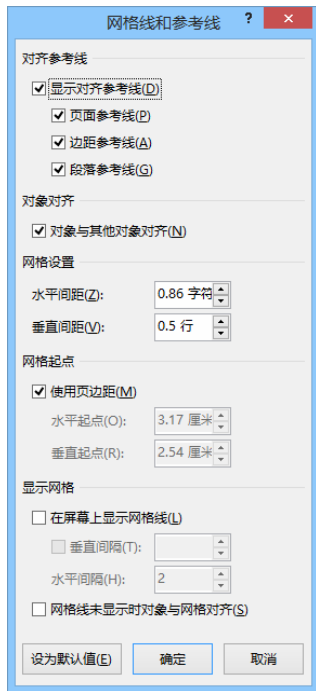 网格线和参考线 ? ×
对齐参考线
显示对齐参考线(D)
页面参考线(P)
边距参考线(A)
段落参考线(G)
对象对齐
对象与其他对象对齐(N)
网格设置
水平间距(Z): 0.86 字符
垂直间距(V): 0.5 行
网格起点
使用页边距(M)
水平起点(O): 3.17 厘米
垂直起点(R): 2.54 厘米
显示网格
在屏幕上显示网格线(L)
垂直间隔(T):
水平间隔(H): 2
网格线未显示时对象与网格对齐(S)
设为默认值(E) 确定 取消